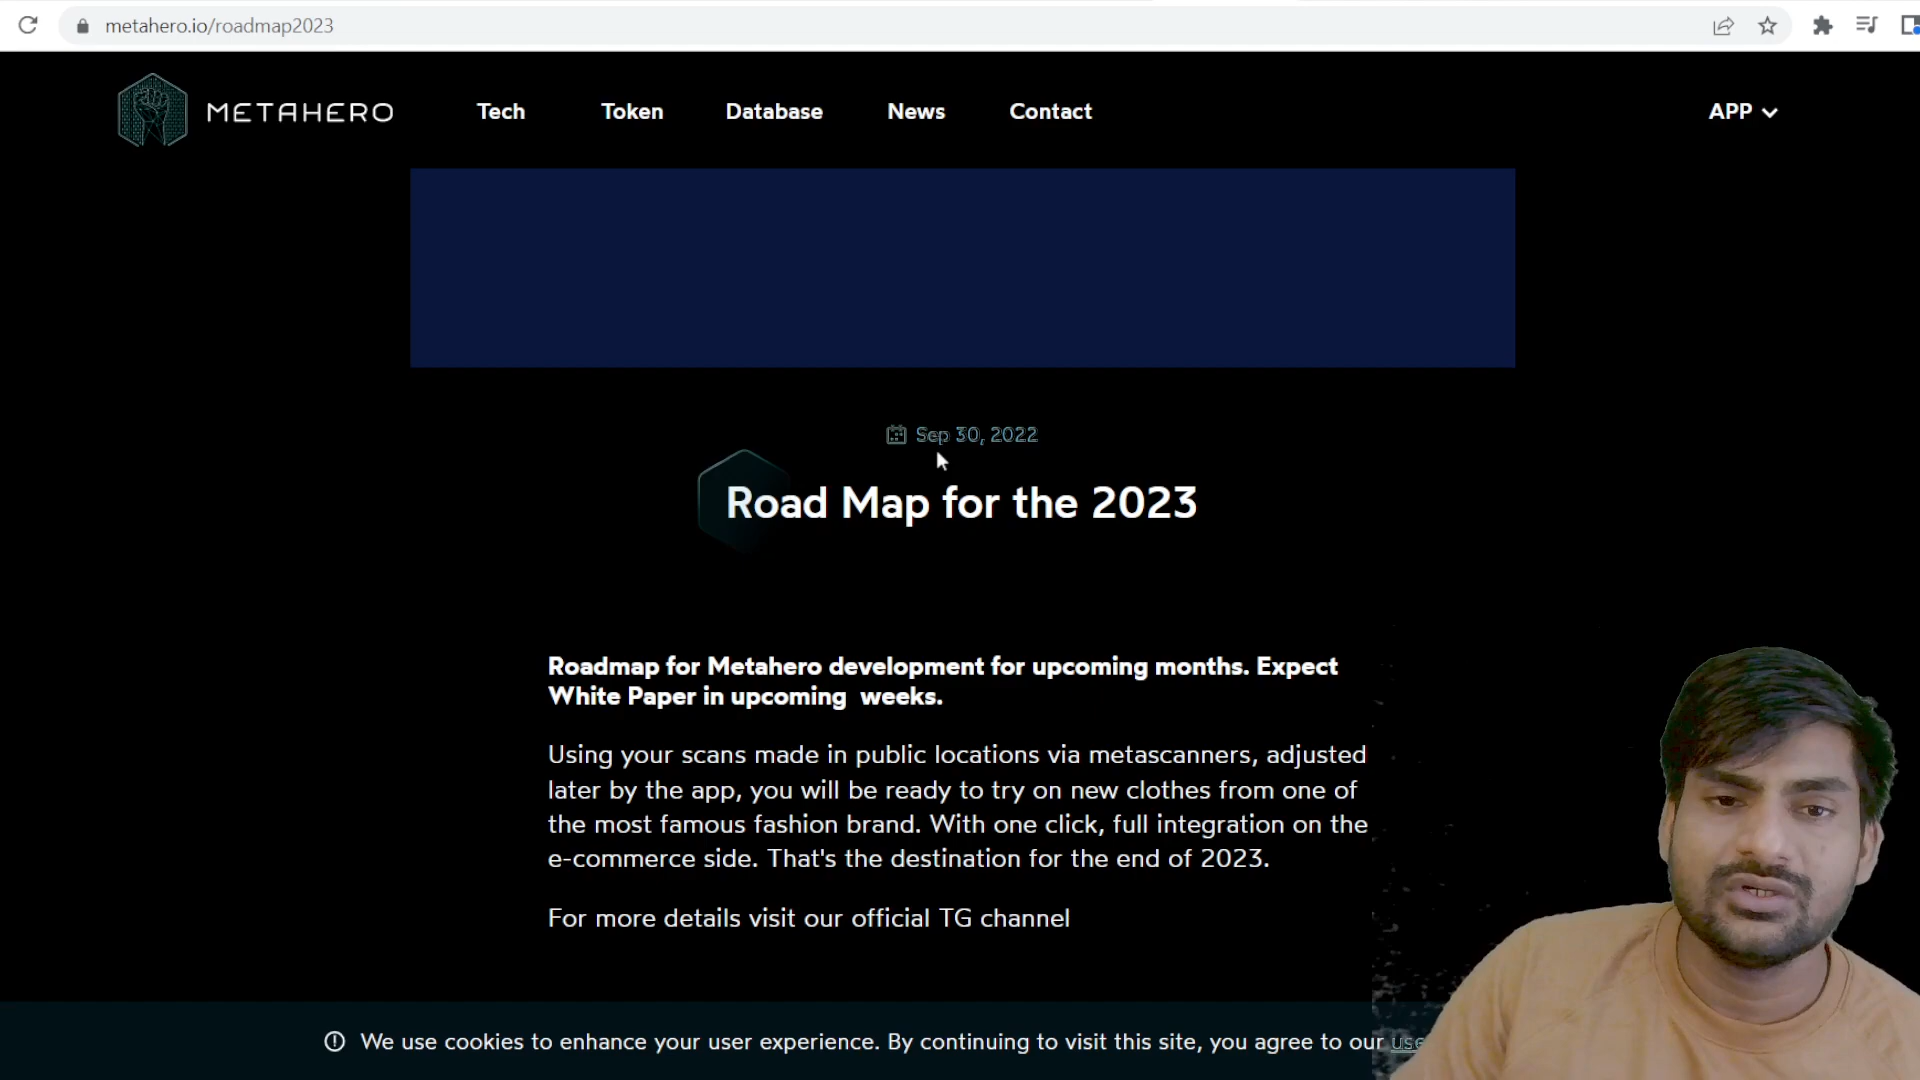 metahero.io/roadmap2023
METAHERO Tech Token Database News Contact APP
Sep 30, 2022
Road Map for the 2023
Roadmap for Metahero development for upcoming months. Expect
White Paper in upcoming weeks.
Using your scans made in public locations via metascanners, adjusted
later by the app, you will be ready to try on new clothes from one of
the most famous fashion brand. With one click, full integration on the
e-commerce side. That's the destination for the end of 2023.
For more details visit our official TG channel
We use cookies to enhance your user experience. By continuing to visit this site, you agree to our use